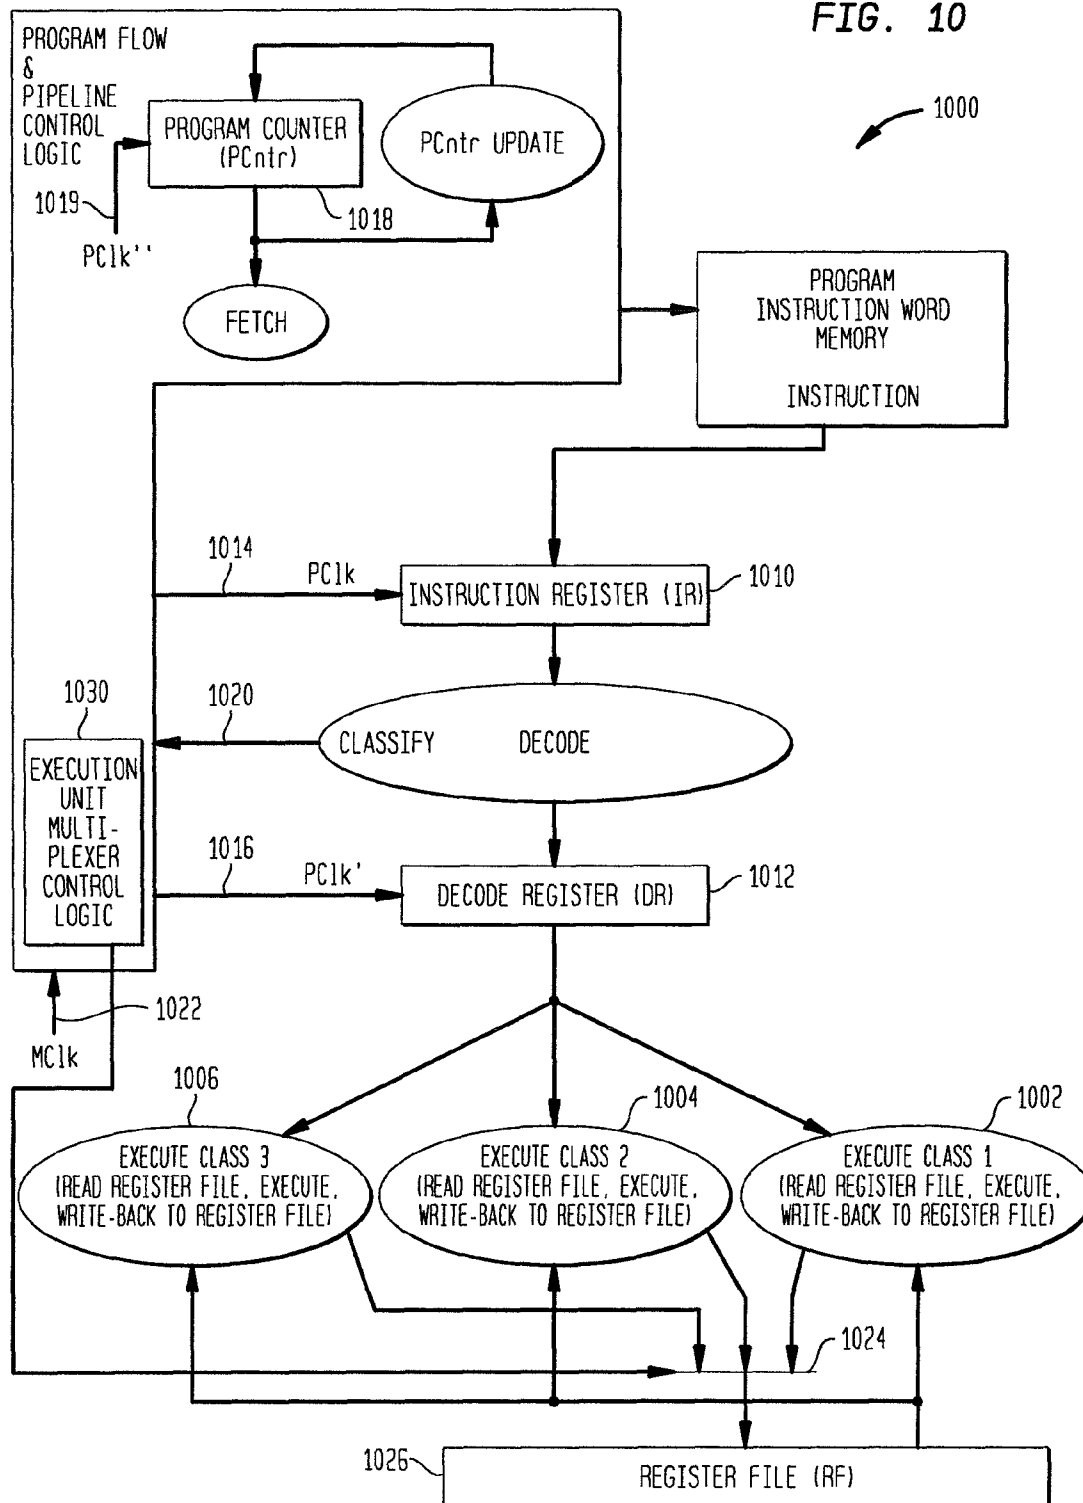 FIG. 10
PROGRAM FLOW
&
PIPELINE
CONTROL
LOGIC
PROGRAM COUNTER
(PCntr)
PCntr UPDATE
1000
1019
1018
PClk''
FETCH
PROGRAM
INSTRUCTION WORD
MEMORY
INSTRUCTION
1014
PClk
INSTRUCTION REGISTER (IR)
1010
1030
1020
CLASSIFY DECODE
EXECUTION
UNIT
MULTI-
PLEXER
CONTROL
LOGIC
1016
PClk'
DECODE REGISTER (DR)
1012
1022
MClk
1006
1004
1002
EXECUTE CLASS 3
(READ REGISTER FILE, EXECUTE,
WRITE-BACK TO REGISTER FILE)
EXECUTE CLASS 2
(READ REGISTER FILE, EXECUTE,
WRITE-BACK TO REGISTER FILE)
EXECUTE CLASS 1
(READ REGISTER FILE, EXECUTE,
WRITE-BACK TO REGISTER FILE)
1024
1026
REGISTER FILE (RF)